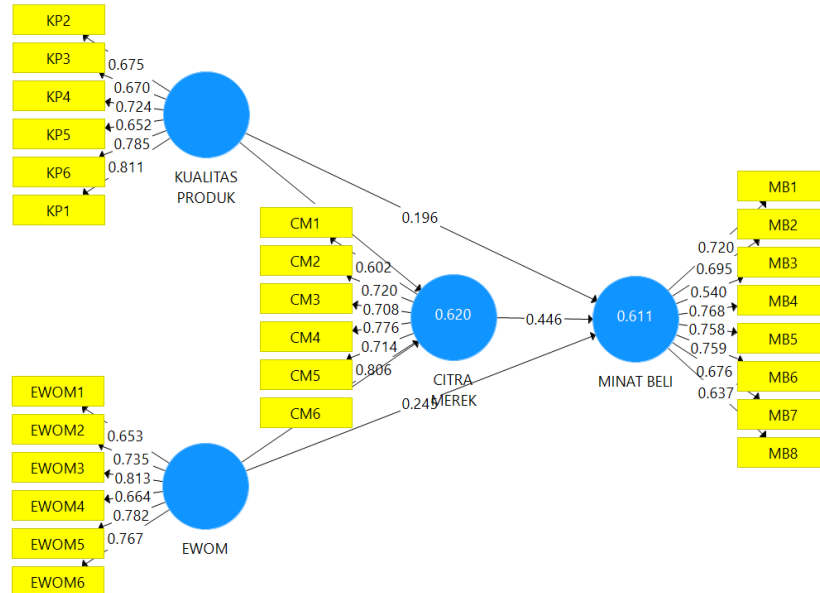 KP2
KP3
KP4
KP5
KP6
KP1
0.675
0.670
0.724
0.652
0.785
0.811
KUALITAS
PRODUK
CM1
CM2
CM3
CM4
CM5
CM6
0.602
0.720
0.708
0.776
0.714
0.806
0.620
CITRA
MEREK
0.196
0.446
0.245
EWOM1
EWOM2
EWOM3
EWOM4
EWOM5
EWOM6
0.653
0.735
0.813
0.664
0.782
0.767
EWOM
0.611
MINAT BELI
0.720
0.695
0.540
0.768
0.758
0.759
0.676
0.637
MB1
MB2
MB3
MB4
MB5
MB6
MB7
MB8